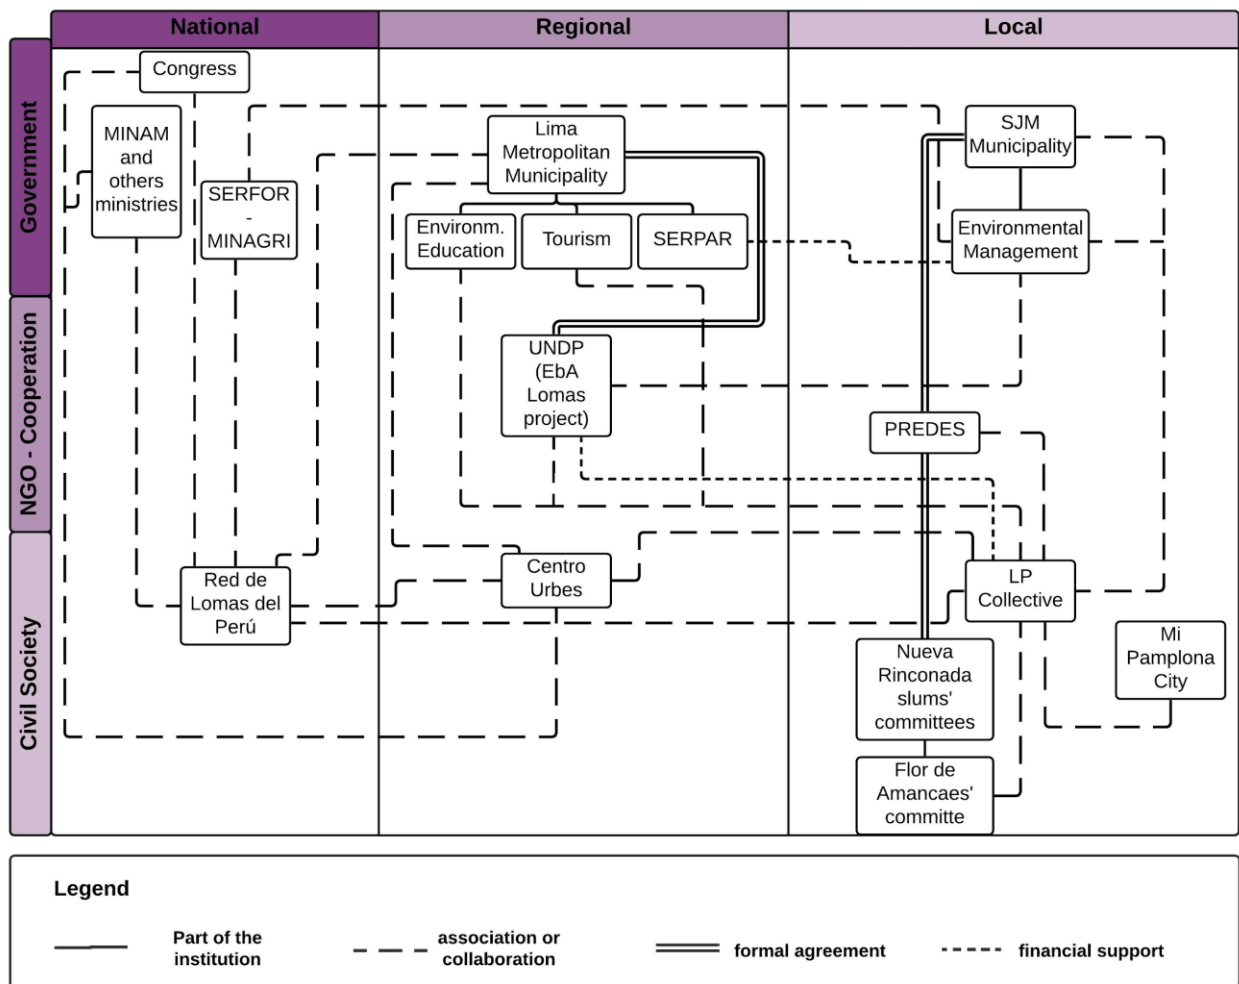 National
Regional
Local
Government
NGO - Cooperation
Civil Society
Congress
MINAM
and
others
ministries
SERFOR
-
MINAGRI
Lima
Metropolitan
Municipality
Environm.
Education
Tourism
SERPAR
SJM
Municipality
Environmental
Management
UNDP
(EbA
Lomas
project)
PREDES
Red de
Lomas del
Perú
Centro
Urbes
LP
Collective
Mi
Pamplona
City
Nueva
Rinconada
slums'
committees
Flor de
Amancaes'
committe
Legend
Part of the
institution
association or
collaboration
formal agreement
financial support